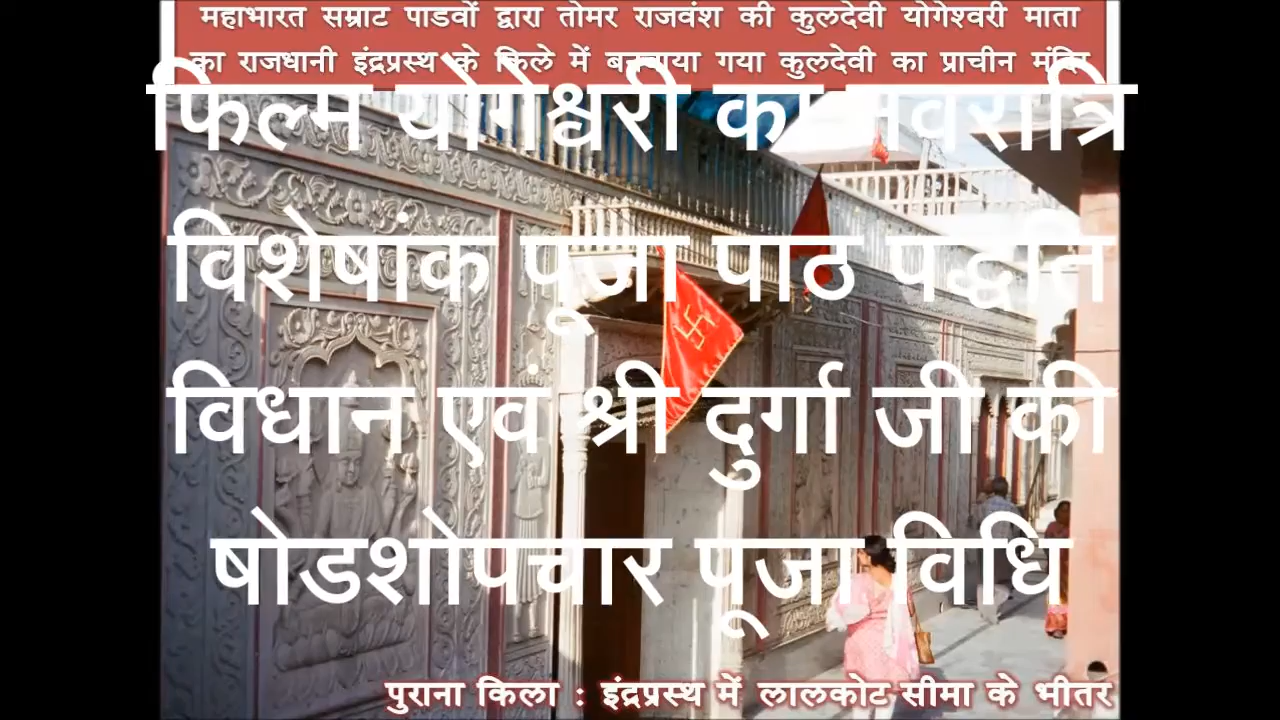 महाभारत सम्राट पाडवों द्वारा तोमर राजवंश की कुलदेवी योगेश्वरी माता
का राजधानी इंद्रप्रस्थ के किले में बनवाया गया कुलदेवी का प्राचीन मंदिर
फिल्म योगेश्वरी का नवरात्रि
विशेषांक पूजा पाठ पद्धति
विधान एवं श्री दुर्गा जी की
षोडशोपचार पूजा विधि
पुराना किला : इंद्रप्रस्थ में लालकोट सीमा के भीतर